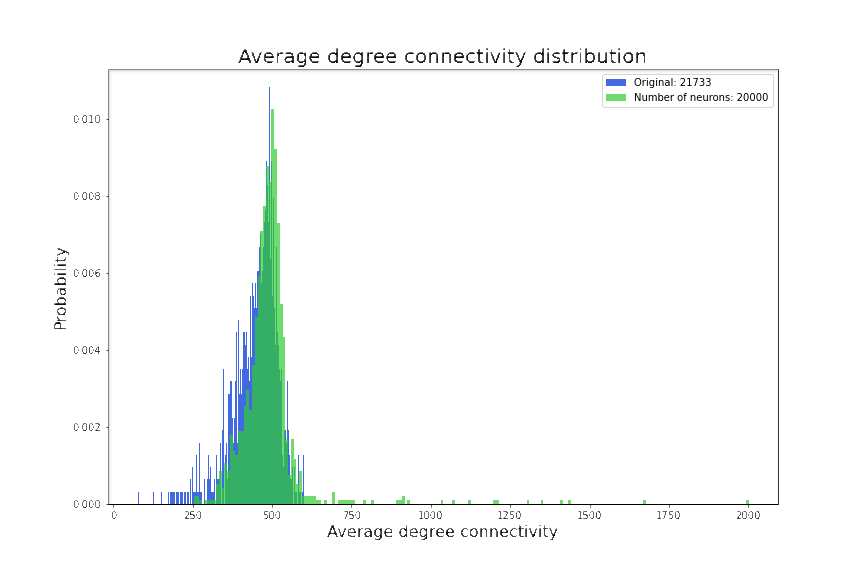 Average degree connectivity distribution
Original: 21733
Number of neurons: 20000
0.010
0.008
0.006
0.004
0.002
0.000
Probability
0 250 500 750 1000 1250 1500 1750 2000
Average degree connectivity